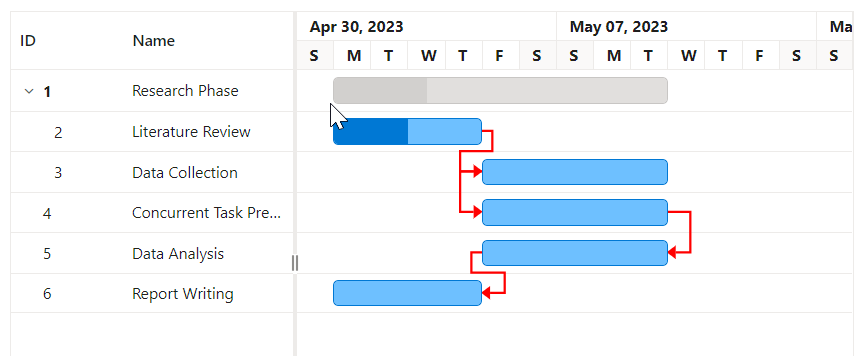 ID Name Apr 30, 2023 May 07, 2023 Ma
S M T W T F S S M T W T F S S
1 Research Phase
2 Literature Review
3 Data Collection
4 Concurrent Task Pre...
5 Data Analysis
6 Report Writing